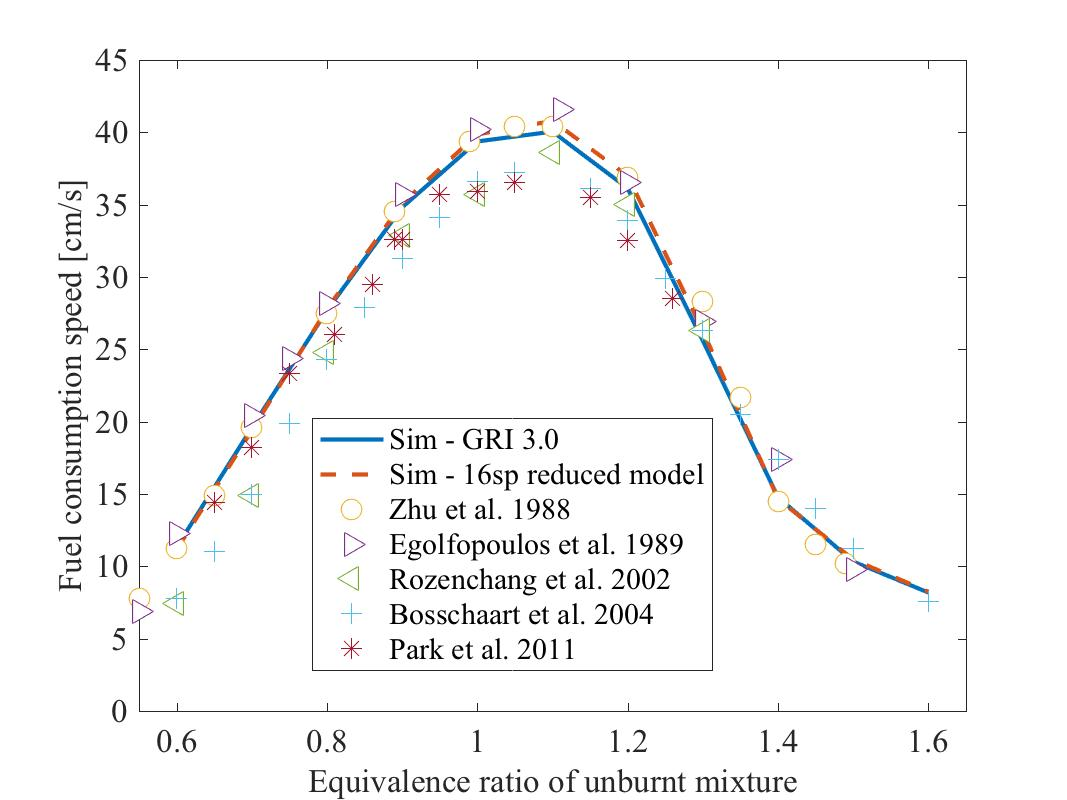 45
40
35
30
25
20
15
10
5
0
Fuel consumption speed [cm/s]
Sim - GRI 3.0
Sim - 16sp reduced model
Zhu et al. 1988
Egolfopoulos et al. 1989
Rozenchang et al. 2002
Bosschaart et al. 2004
Park et al. 2011
0.6 0.8 1 1.2 1.4 1.6
Equivalence ratio of unburnt mixture